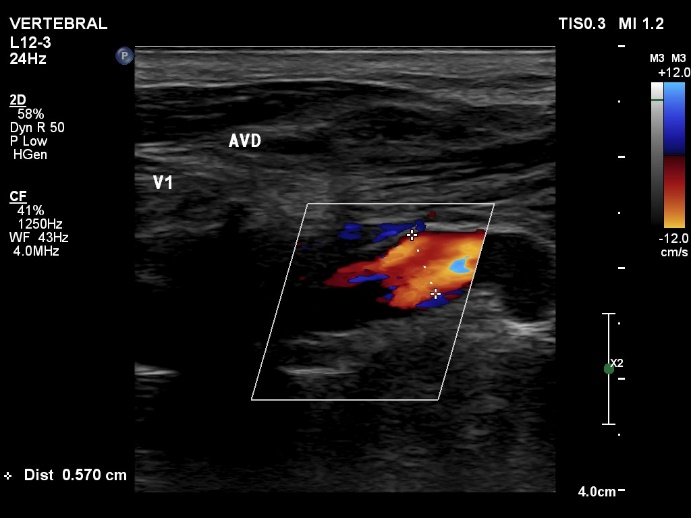 VERTEBRAL
L12-3
24Hz
2D
58%
Dyn R 50
P Low
HGen
CF
41%
1250Hz
WF 43Hz
4.0MHz
TIS0.3 MI 1.2
M3 M3
+12.0
-12.0
cm/s
P
AVD
V1
X2
Dist 0.570 cm
4.0cm